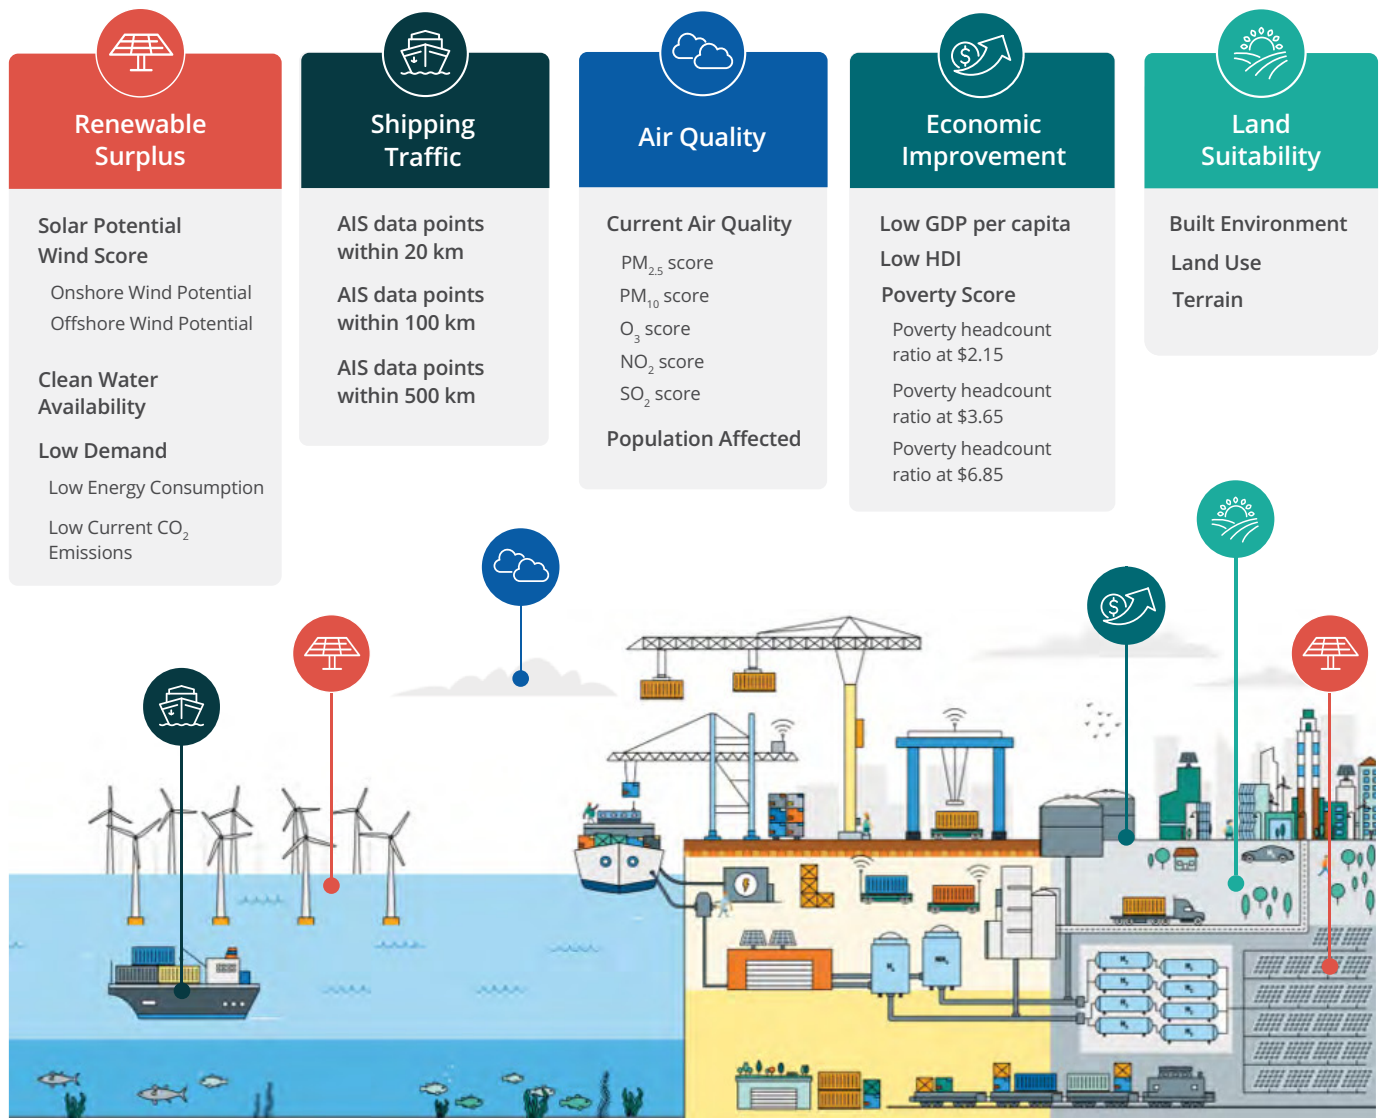 Renewable
Surplus
Solar Potential
Wind Score
Onshore Wind Potential
Offshore Wind Potential
Clean Water
Availability
Low Demand
Low Energy Consumption
Low Current CO₂
Emissions
Shipping
Traffic
AIS data points
within 20 km
AIS data points
within 100 km
AIS data points
within 500 km
Air Quality
Current Air Quality
PM₂.₅ score
PM₁₀ score
O₃ score
NO₂ score
SO₂ score
Population Affected
Economic
Improvement
Low GDP per capita
Low HDI
Poverty Score
Poverty headcount
ratio at $2.15
Poverty headcount
ratio at $3.65
Poverty headcount
ratio at $6.85
Land
Suitability
Built Environment
Land Use
Terrain